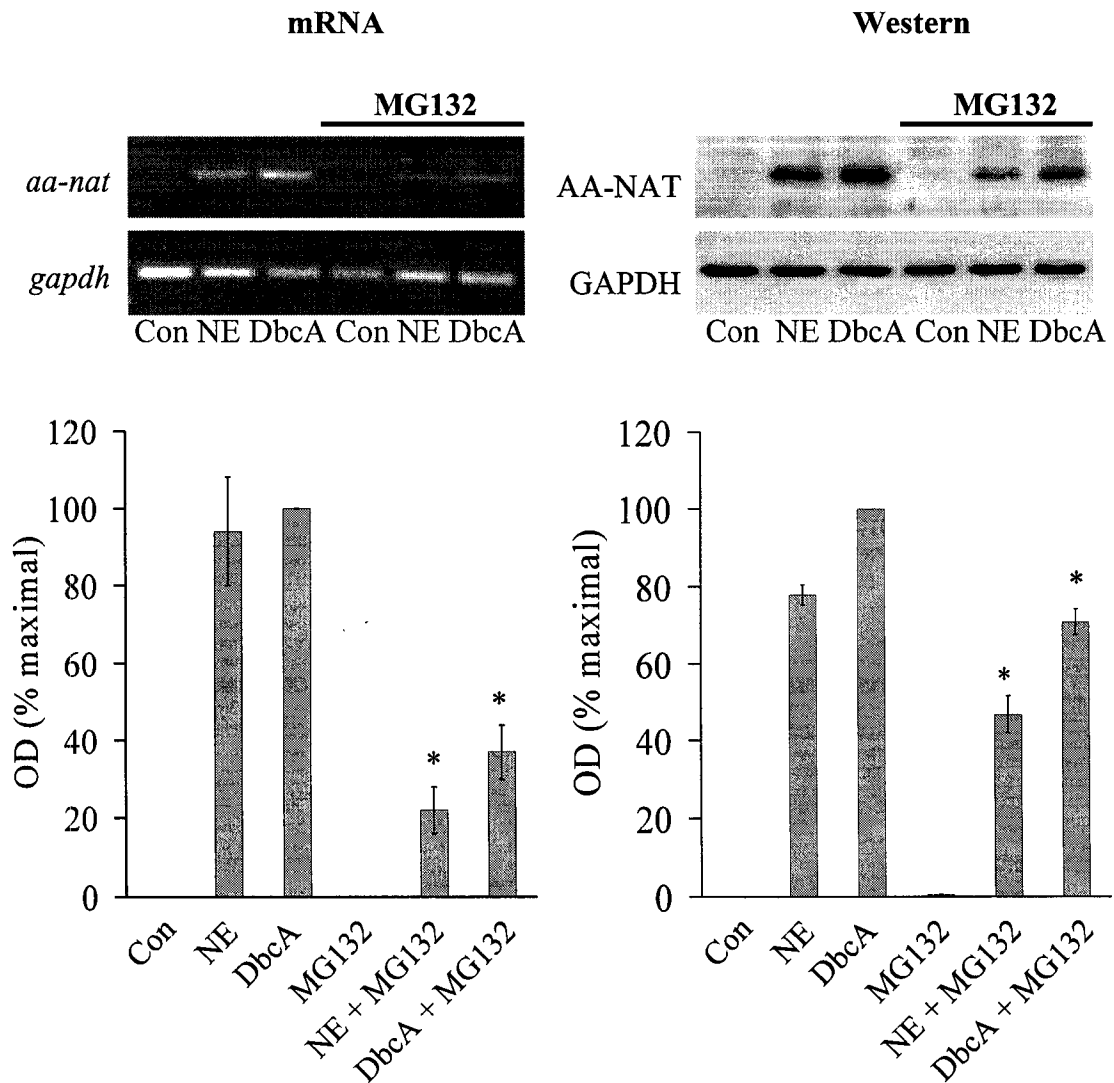 mRNA
Western
MG132
MG132
aa-nat
AA-NAT
gapdh
GAPDH
Con NE DbcA Con NE DbcA
Con NE DbcA Con NE DbcA
OD (% maximal)
120
100
80
60
40
20
0
* *
Con
NE
DbcA
MG132
NE + MG132
DbcA + MG132
OD (% maximal)
120
100
80
60
40
20
0
* *
Con
NE
DbcA
MG132
NE + MG132
DbcA + MG132